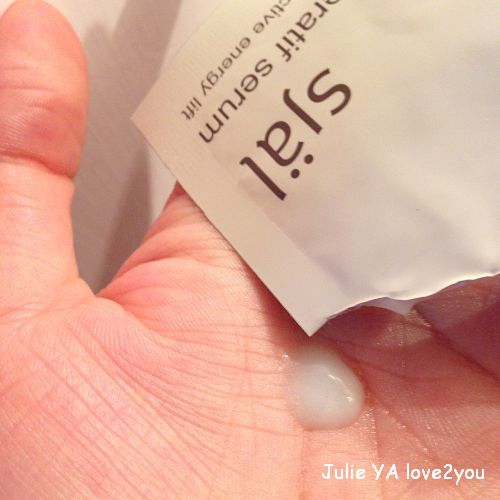 själ
eratif serum
ctive energy lift
Julie YA love2you